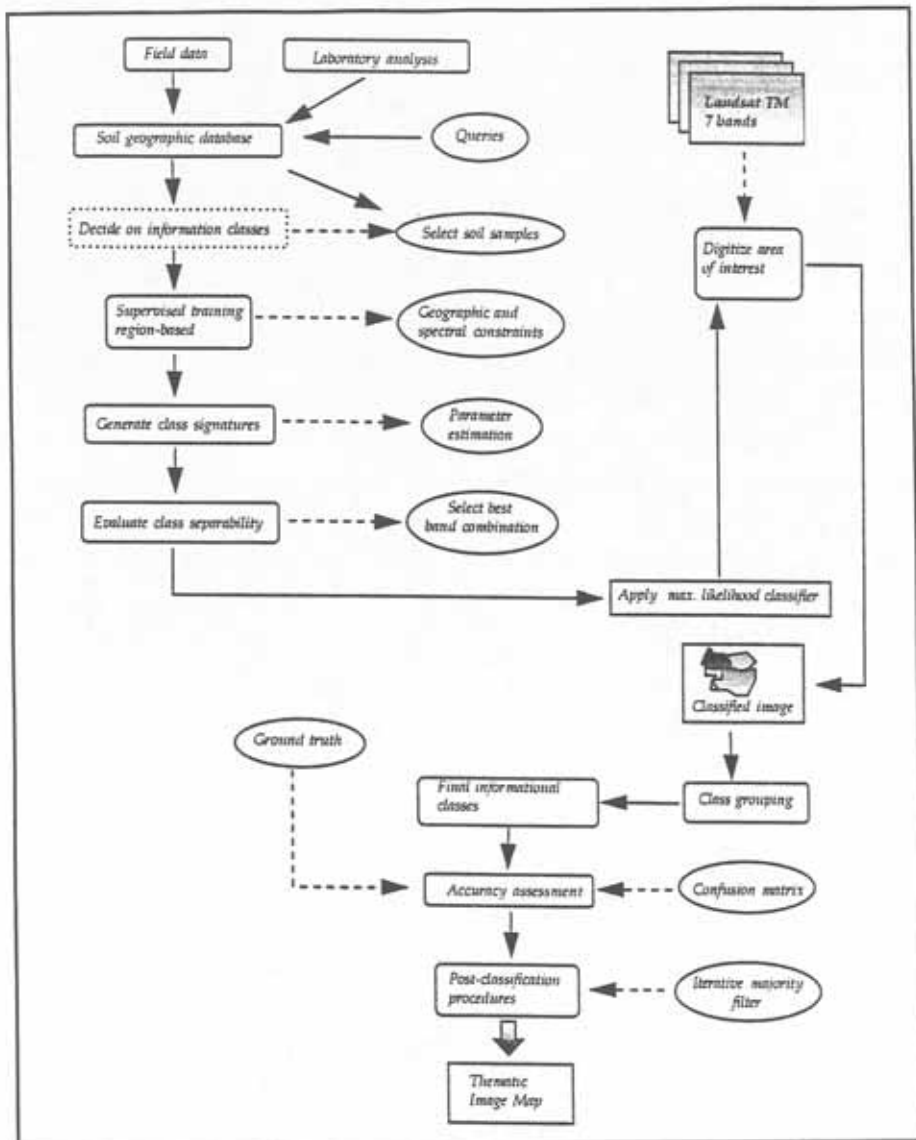 Field data
Laboratory analysis
Landsat TM
7 bands
Soil geographic database
Queries
Decide on information classes
Select soil samples
Digitize area
of interest
Supervised training
region-based
Geographic and
spectral constraints
Generate class signatures
Parameter
estimation
Evaluate class separability
Select best
band combination
Apply max. likelihood classifier
Classified image
Ground truth
Final informational
classes
Class grouping
Accuracy assessment
Confusion matrix
Post-classification
procedures
Iterative majority
filter
Thematic
Image Map